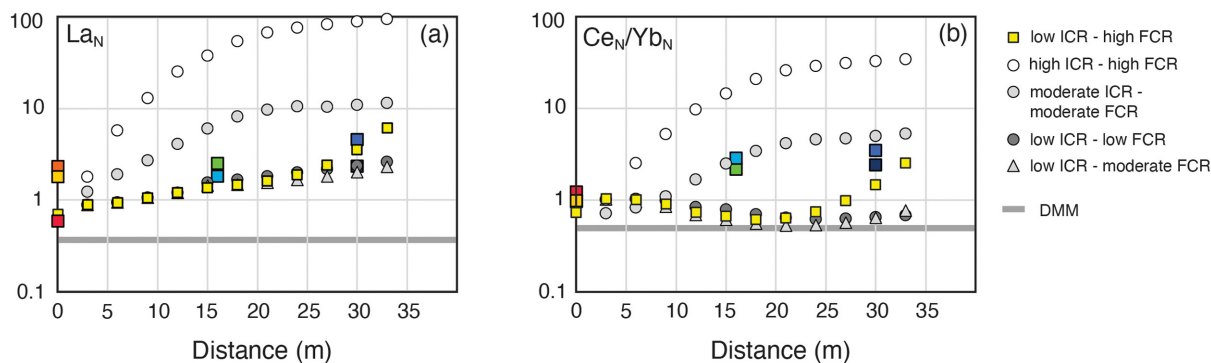 100
10
1
0.1
La_N
(a)
0 5 10 15 20 25 30 35
Distance (m)
100
10
1
0.1
Ce_N/Yb_N
(b)
0 5 10 15 20 25 30 35
Distance (m)
low ICR - high FCR
high ICR - high FCR
moderate ICR -
moderate FCR
low ICR - low FCR
low ICR - moderate FCR
DMM